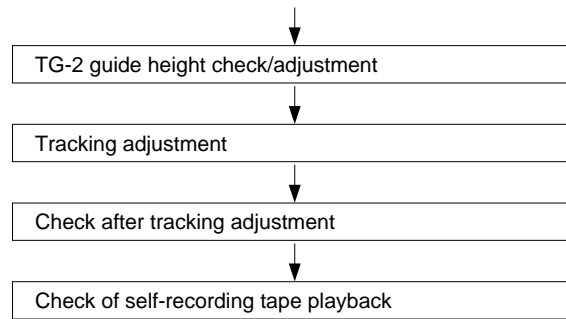 TG-2 guide height check/adjustment
Tracking adjustment
Check after tracking adjustment
Check of self-recording tape playback